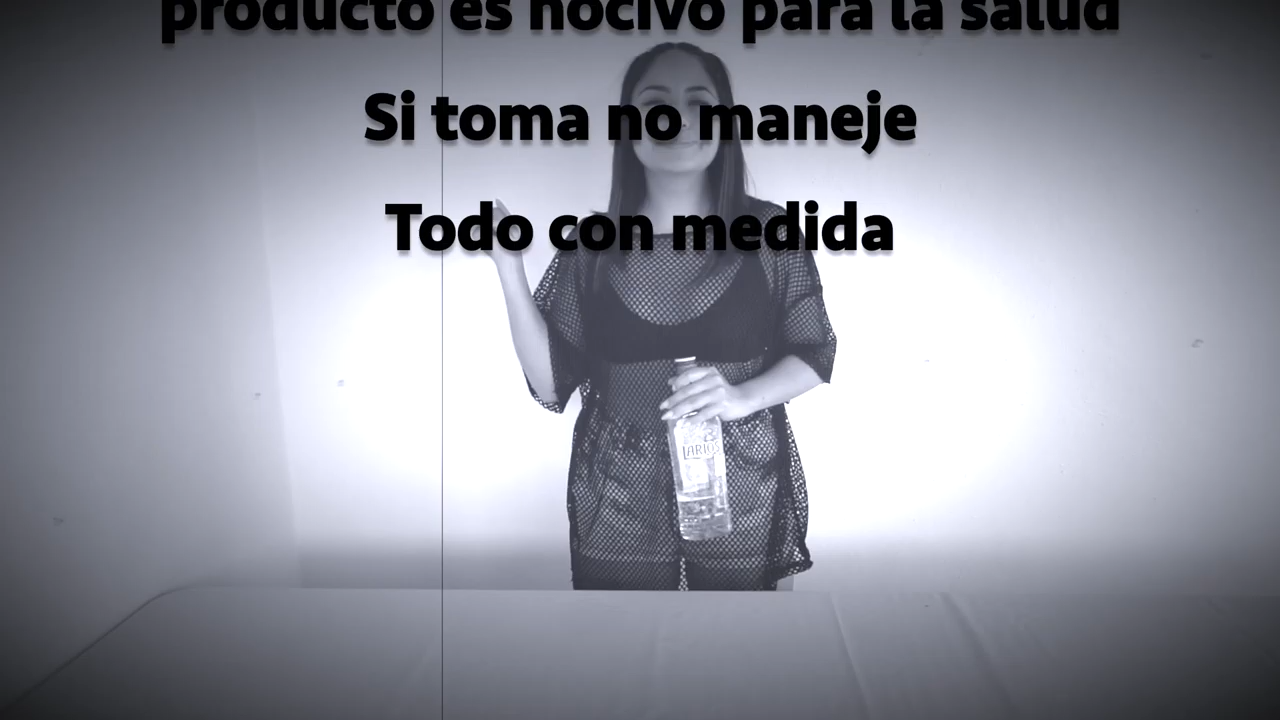 producto es nocivo para la salud
Si toma no maneje
Todo con medida
LARIOS